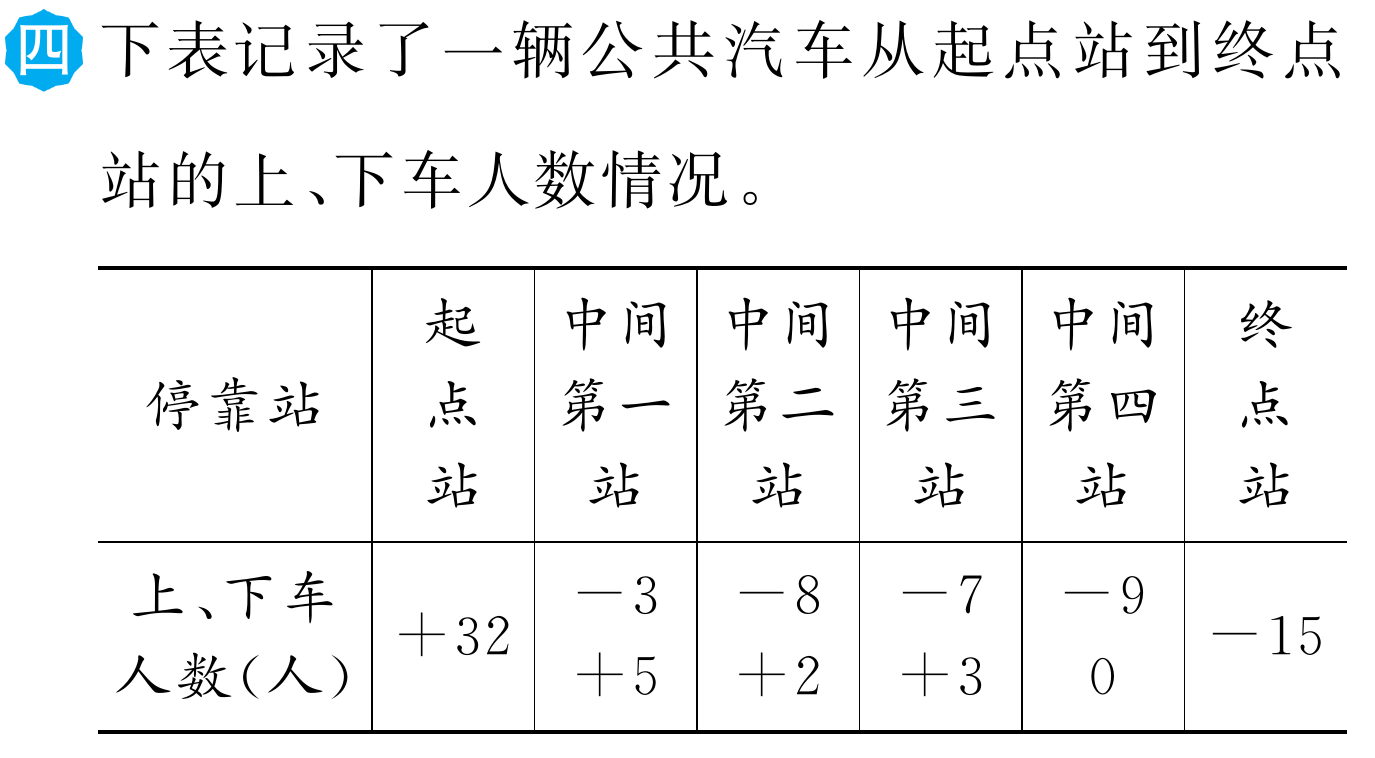 四 下表记录了一辆公共汽车从起点站到终点
站的上、下车人数情况。
停靠站 起点站 中间第一站 中间第二站 中间第三站 中间第四站 终点站
上、下车人数(人) +32 -3 +5 -8 +2 -7 +3 -9 0 -15